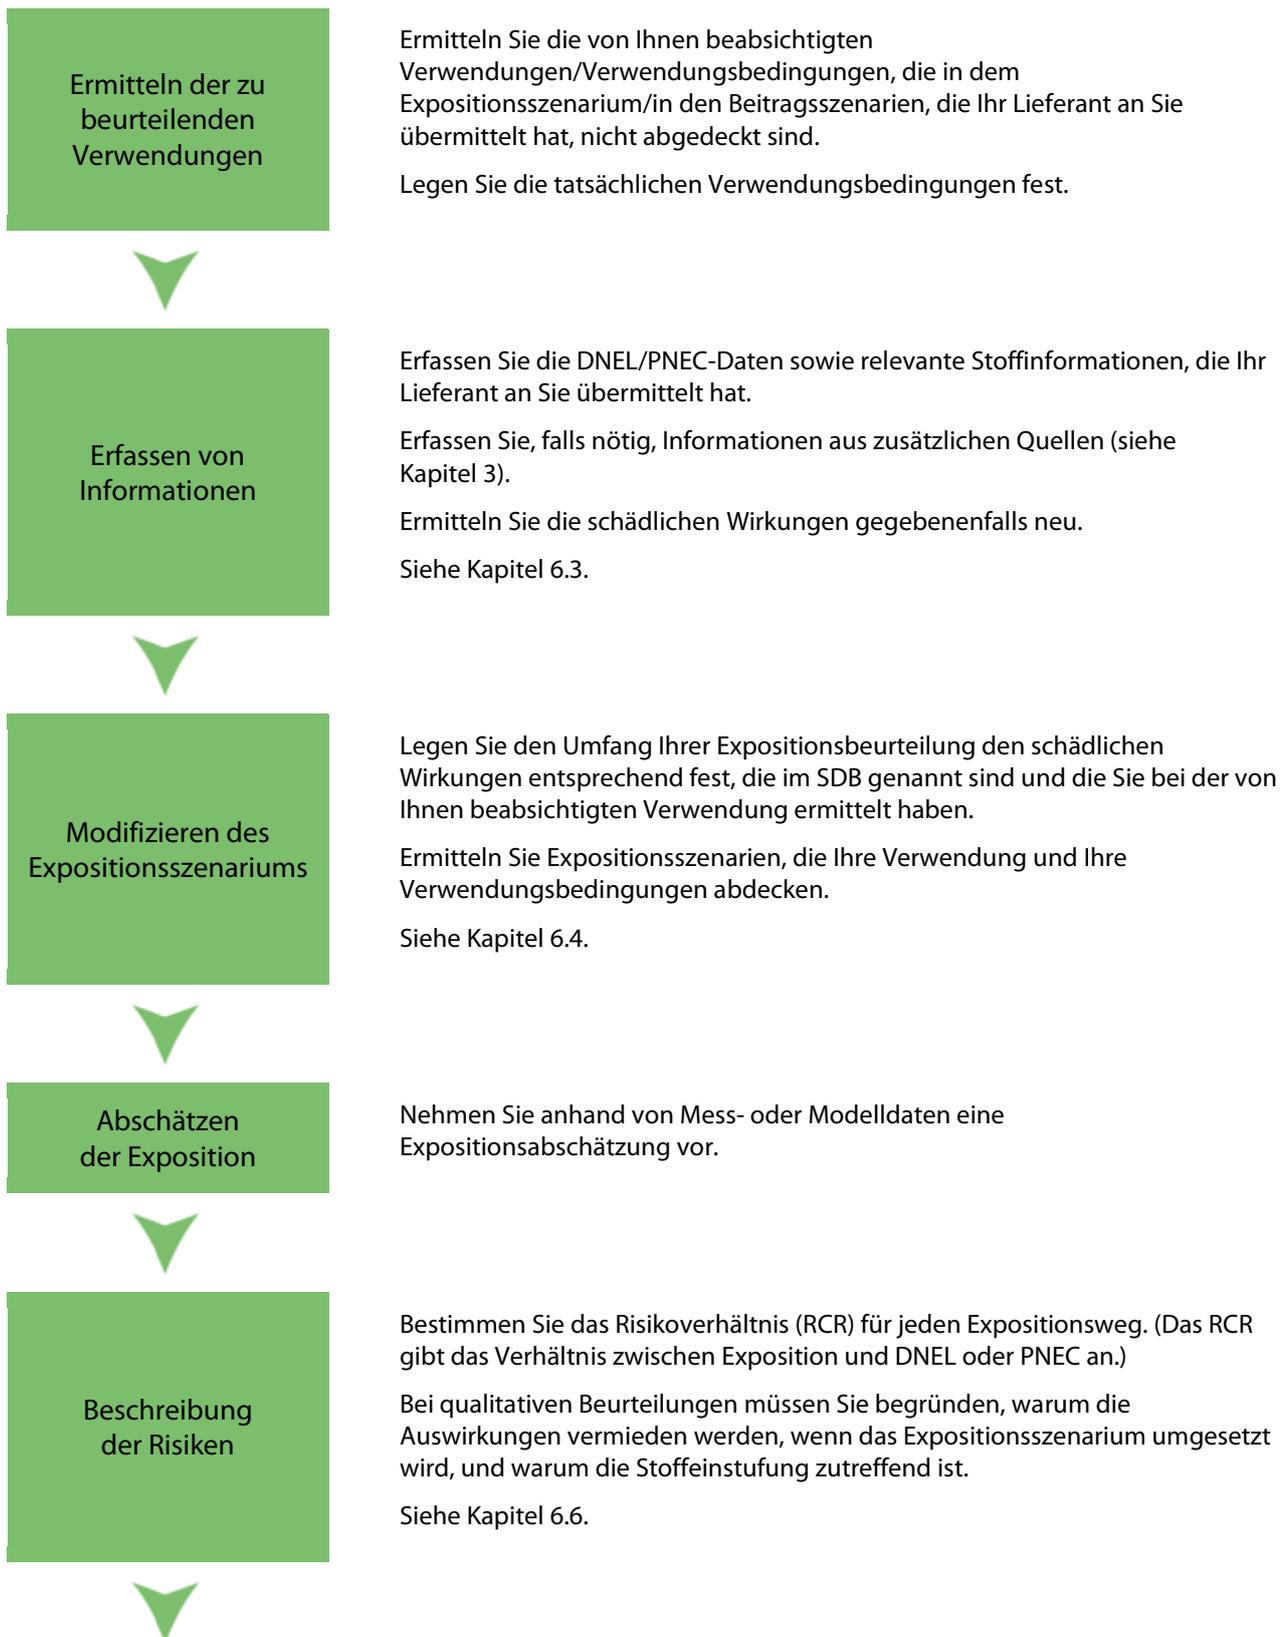 Ermitteln der zu
beurteilenden
Verwendungen
Ermitteln Sie die von Ihnen beabsichtigten
Verwendungen/Verwendungsbedingungen, die in dem
Expositionsszenarium/in den Beitragsszenarien, die Ihr Lieferant an Sie
übermittelt hat, nicht abgedeckt sind.
Legen Sie die tatsächlichen Verwendungsbedingungen fest.
Erfassen von
Informationen
Erfassen Sie die DNEL/PNEC-Daten sowie relevante Stoffinformationen, die Ihr
Lieferant an Sie übermittelt hat.
Erfassen Sie, falls nötig, Informationen aus zusätzlichen Quellen (siehe
Kapitel 3).
Ermitteln Sie die schädlichen Wirkungen gegebenenfalls neu.
Siehe Kapitel 6.3.
Modifizieren des
Expositionsszenariums
Legen Sie den Umfang Ihrer Expositionsbeurteilung den schädlichen
Wirkungen entsprechend fest, die im SDB genannt sind und die Sie bei der von
Ihnen beabsichtigten Verwendung ermittelt haben.
Ermitteln Sie Expositionsszenarien, die Ihre Verwendung und Ihre
Verwendungsbedingungen abdecken.
Siehe Kapitel 6.4.
Abschätzen
der Exposition
Nehmen Sie anhand von Mess- oder Modelldaten eine
Expositionsabschätzung vor.
Beschreibung
der Risiken
Bestimmen Sie das Risikoverhältnis (RCR) für jeden Expositionsweg. (Das RCR
gibt das Verhältnis zwischen Exposition und DNEL oder PNEC an.)
Bei qualitativen Beurteilungen müssen Sie begründen, warum die
Auswirkungen vermieden werden, wenn das Expositionsszenarium umgesetzt
wird, und warum die Stoffeinstufung zutreffend ist.
Siehe Kapitel 6.6.